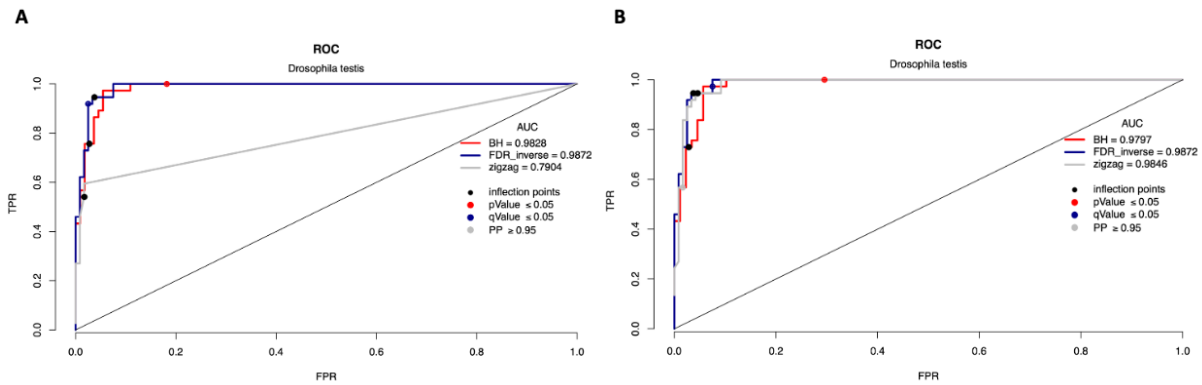 A
ROC
Drosophila testis
TPR
1.0
0.8
0.6
0.4
0.2
0.0
AUC
BH = 0.9828
FDR_inverse = 0.9872
zigzag = 0.7904
inflection points
pValue ≤ 0.05
qValue ≤ 0.05
PP ≥ 0.95
0.0 0.2 0.4 0.6 0.8 1.0
FPR
B
ROC
Drosophila testis
TPR
1.0
0.8
0.6
0.4
0.2
0.0
AUC
BH = 0.9797
FDR_inverse = 0.9872
zigzag = 0.9846
inflection points
pValue ≤ 0.05
qValue ≤ 0.05
PP ≥ 0.95
0.0 0.2 0.4 0.6 0.8 1.0
FPR